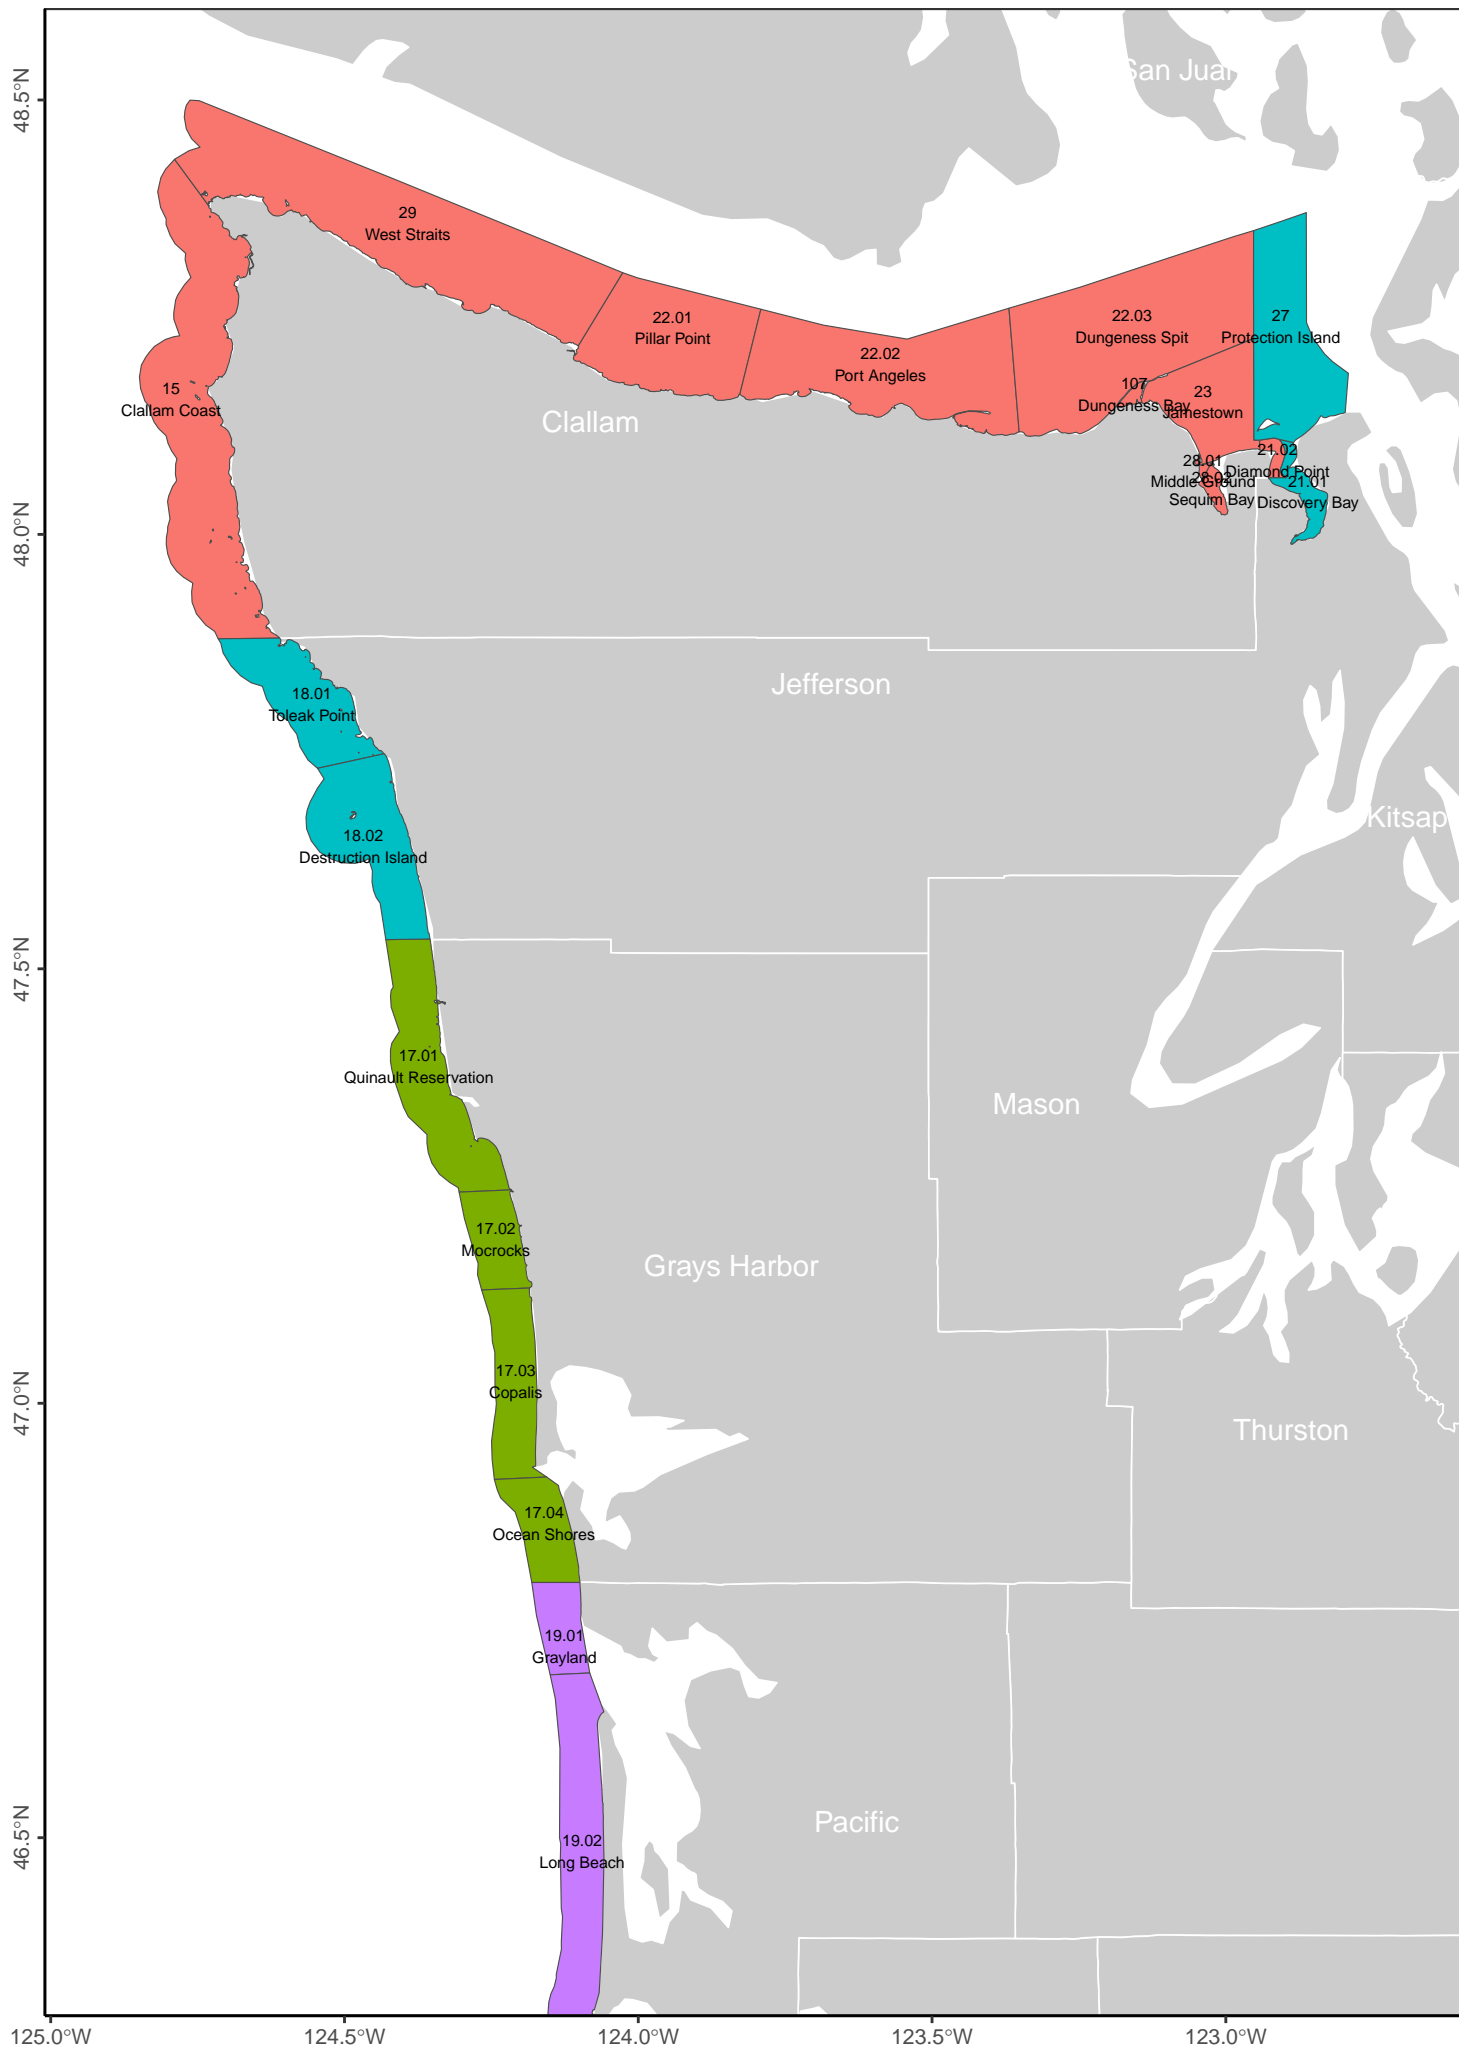 San Juan
48.5°N
29
West Straits
22.01
Pillar Point
22.02
Port Angeles
22.03
Dungeness Spit
27
Protection Island
107
Dungeness Bay
23
Jamestown
15
Clallam Coast
Clallam
28.01
Middle Ground
28.02
Sequim Bay
21.02
Diamond Point
21.01
Discovery Bay
48.0°N
18.01
Toleak Point
Jefferson
18.02
Destruction Island
Kitsap
47.5°N
17.01
Quinault Reservation
Mason
17.02
Mocrocks
Grays Harbor
17.03
Copalis
47.0°N
Thurston
17.04
Ocean Shores
19.01
Grayland
Pacific
46.5°N
19.02
Long Beach
125.0°W
124.5°W
124.0°W
123.5°W
123.0°W